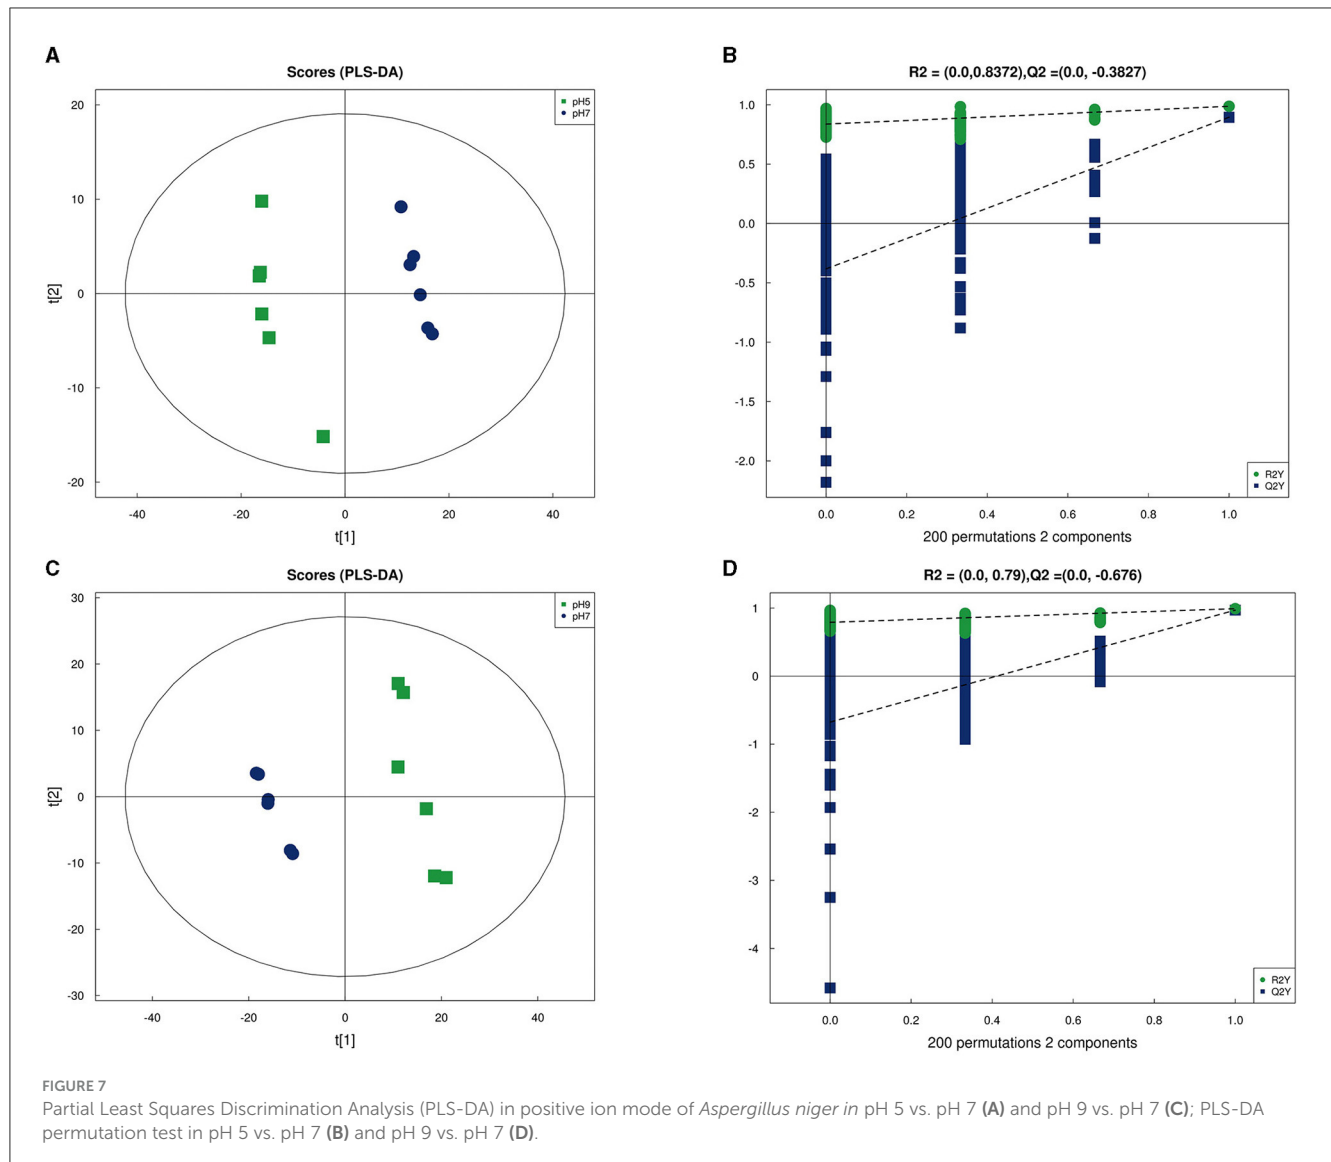 A
Scores (PLS-DA)
pH5
pH7
20
10
0
-10
-20
t[2]
-40
-20
0
20
40
t[1]
B
R2 = (0.0,0.8372),Q2 =(0.0, -0.3827)
1.0
0.5
0.0
-0.5
-1.0
-1.5
-2.0
R2Y
Q2Y
0.0
0.2
0.4
0.6
0.8
1.0
200 permutations 2 components
C
Scores (PLS-DA)
pH9
pH7
30
20
10
0
-10
-20
-30
t[2]
-40
-20
0
20
40
t[1]
D
R2 = (0.0, 0.79),Q2 =(0.0, -0.676)
1
0
-1
-2
-3
-4
R2Y
Q2Y
0.0
0.2
0.4
0.6
0.8
1.0
200 permutations 2 components
FIGURE 7
Partial Least Squares Discrimination Analysis (PLS-DA) in positive ion mode of Aspergillus niger in pH 5 vs. pH 7 (A) and pH 9 vs. pH 7 (C); PLS-DA
permutation test in pH 5 vs. pH 7 (B) and pH 9 vs. pH 7 (D).